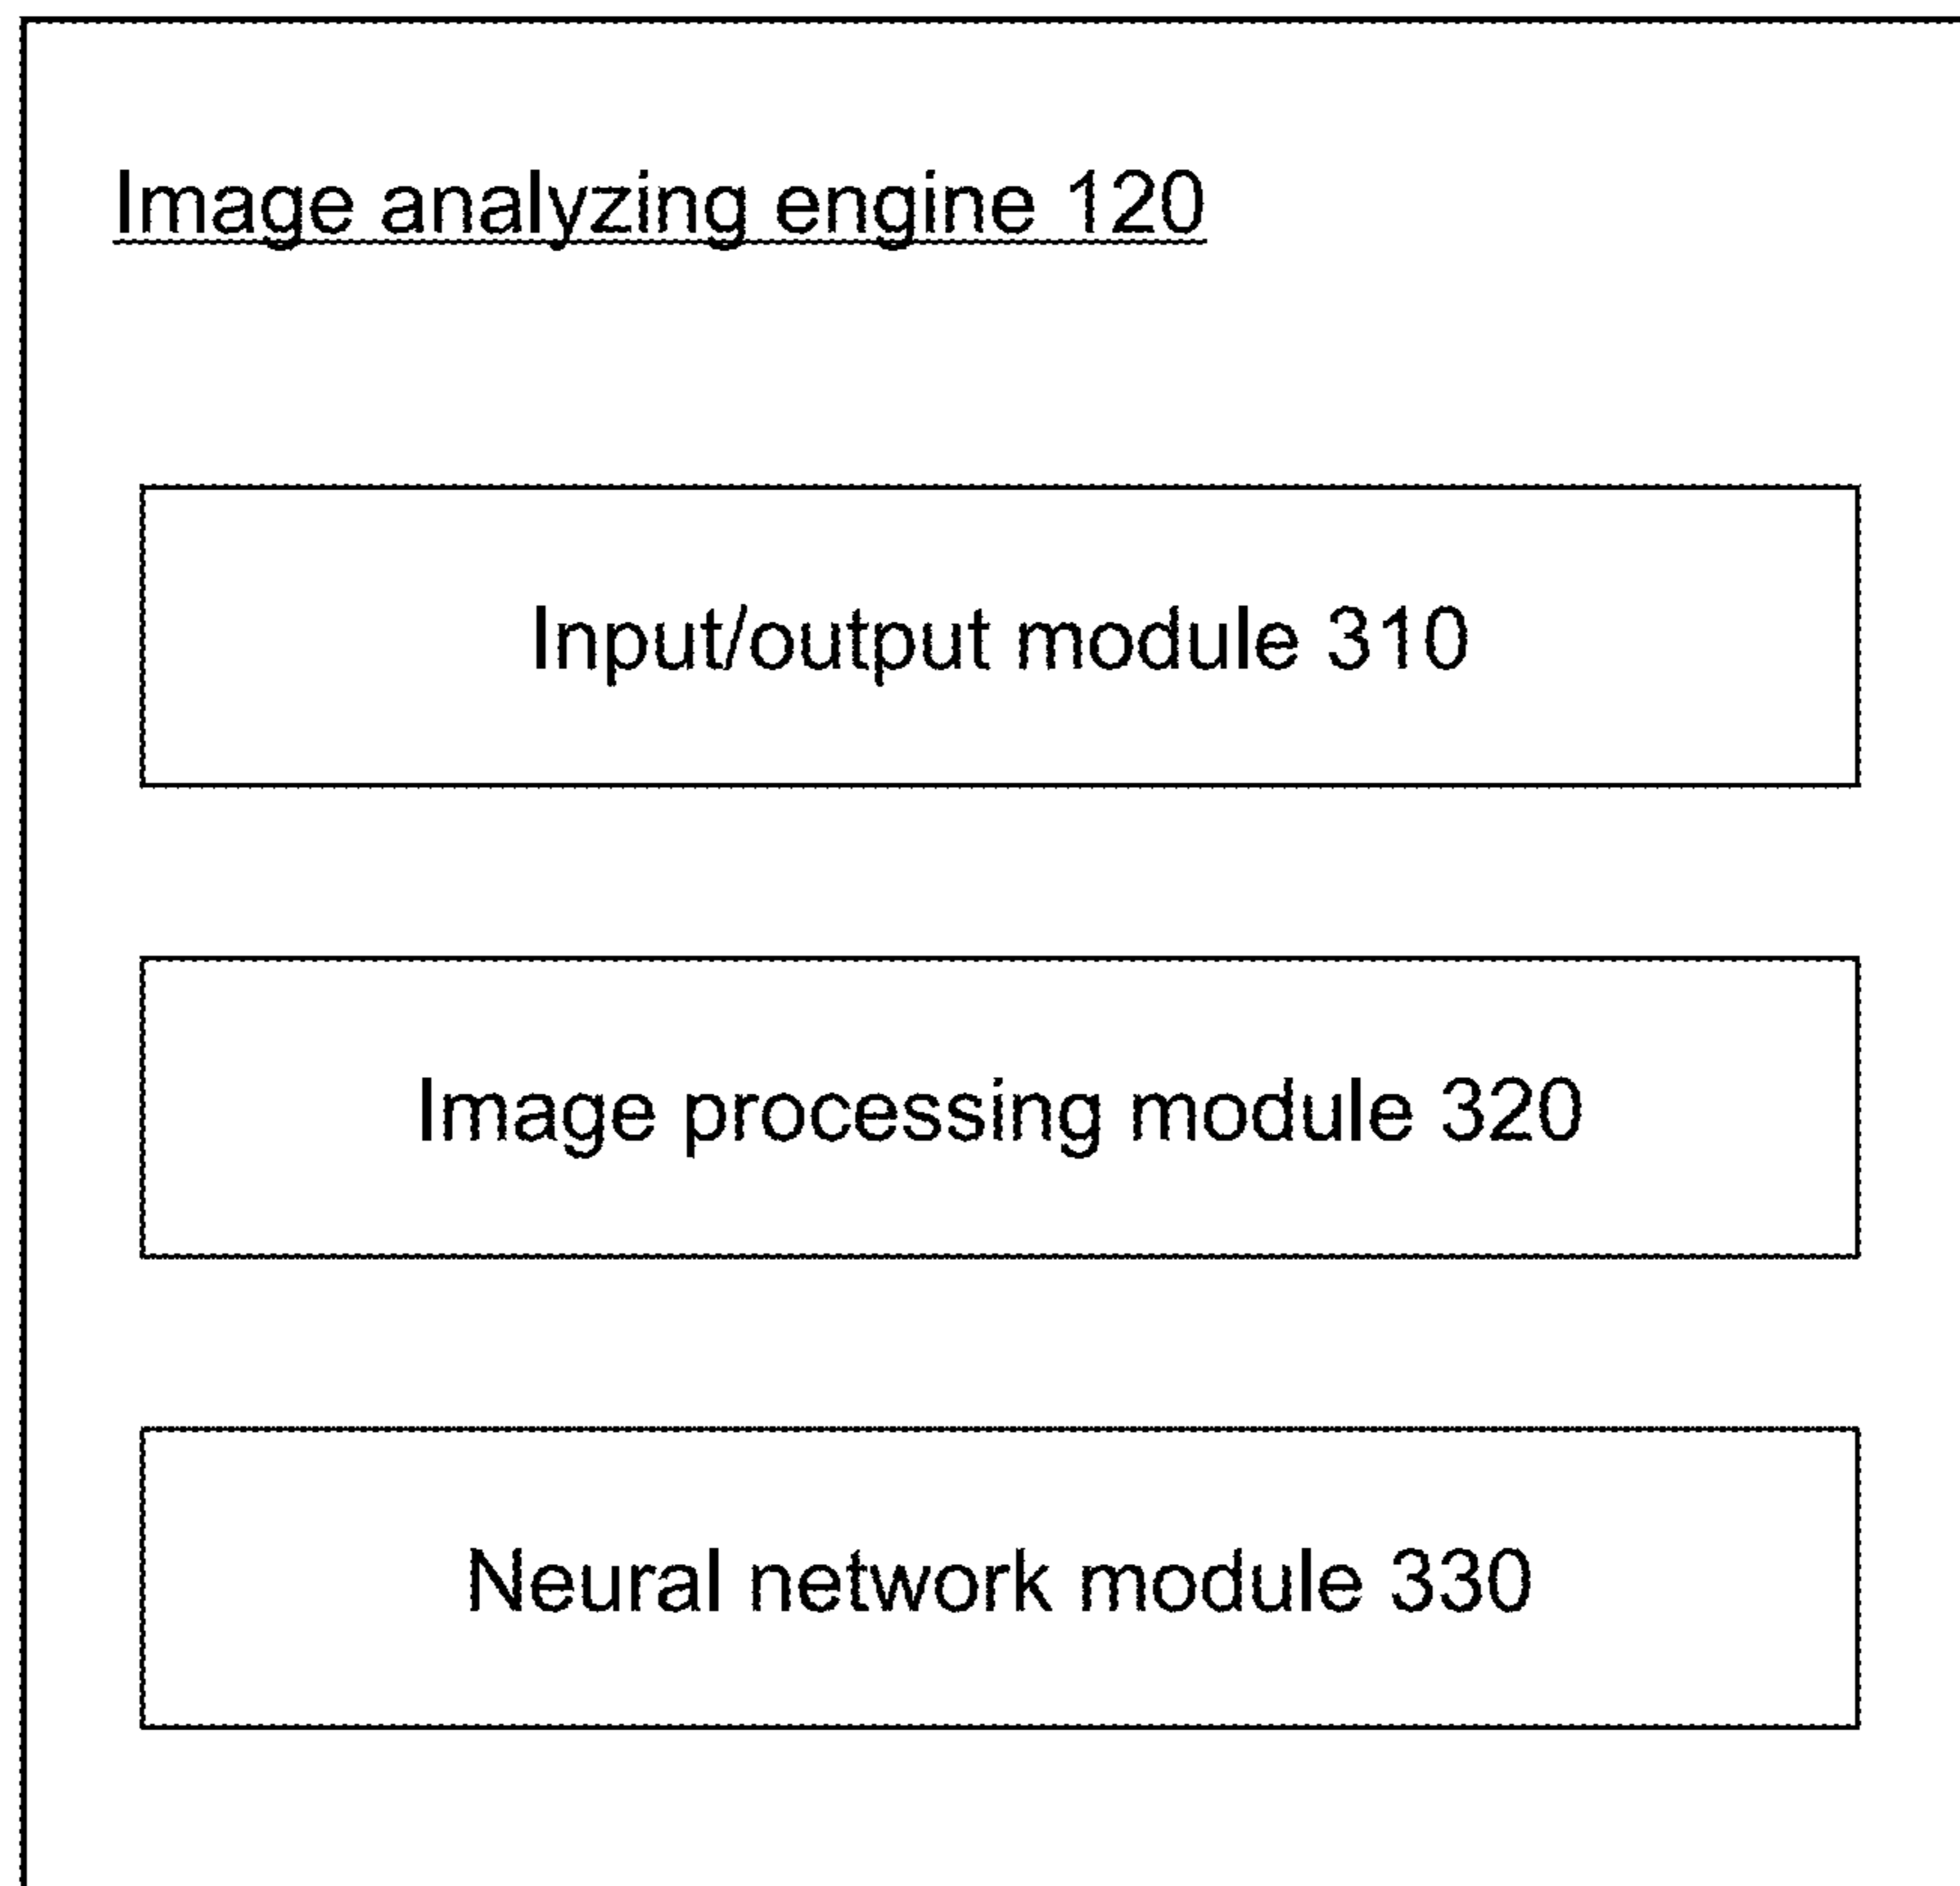 Image analyzing engine 120
Input/output module 310
Image processing module 320
Neural network module 330